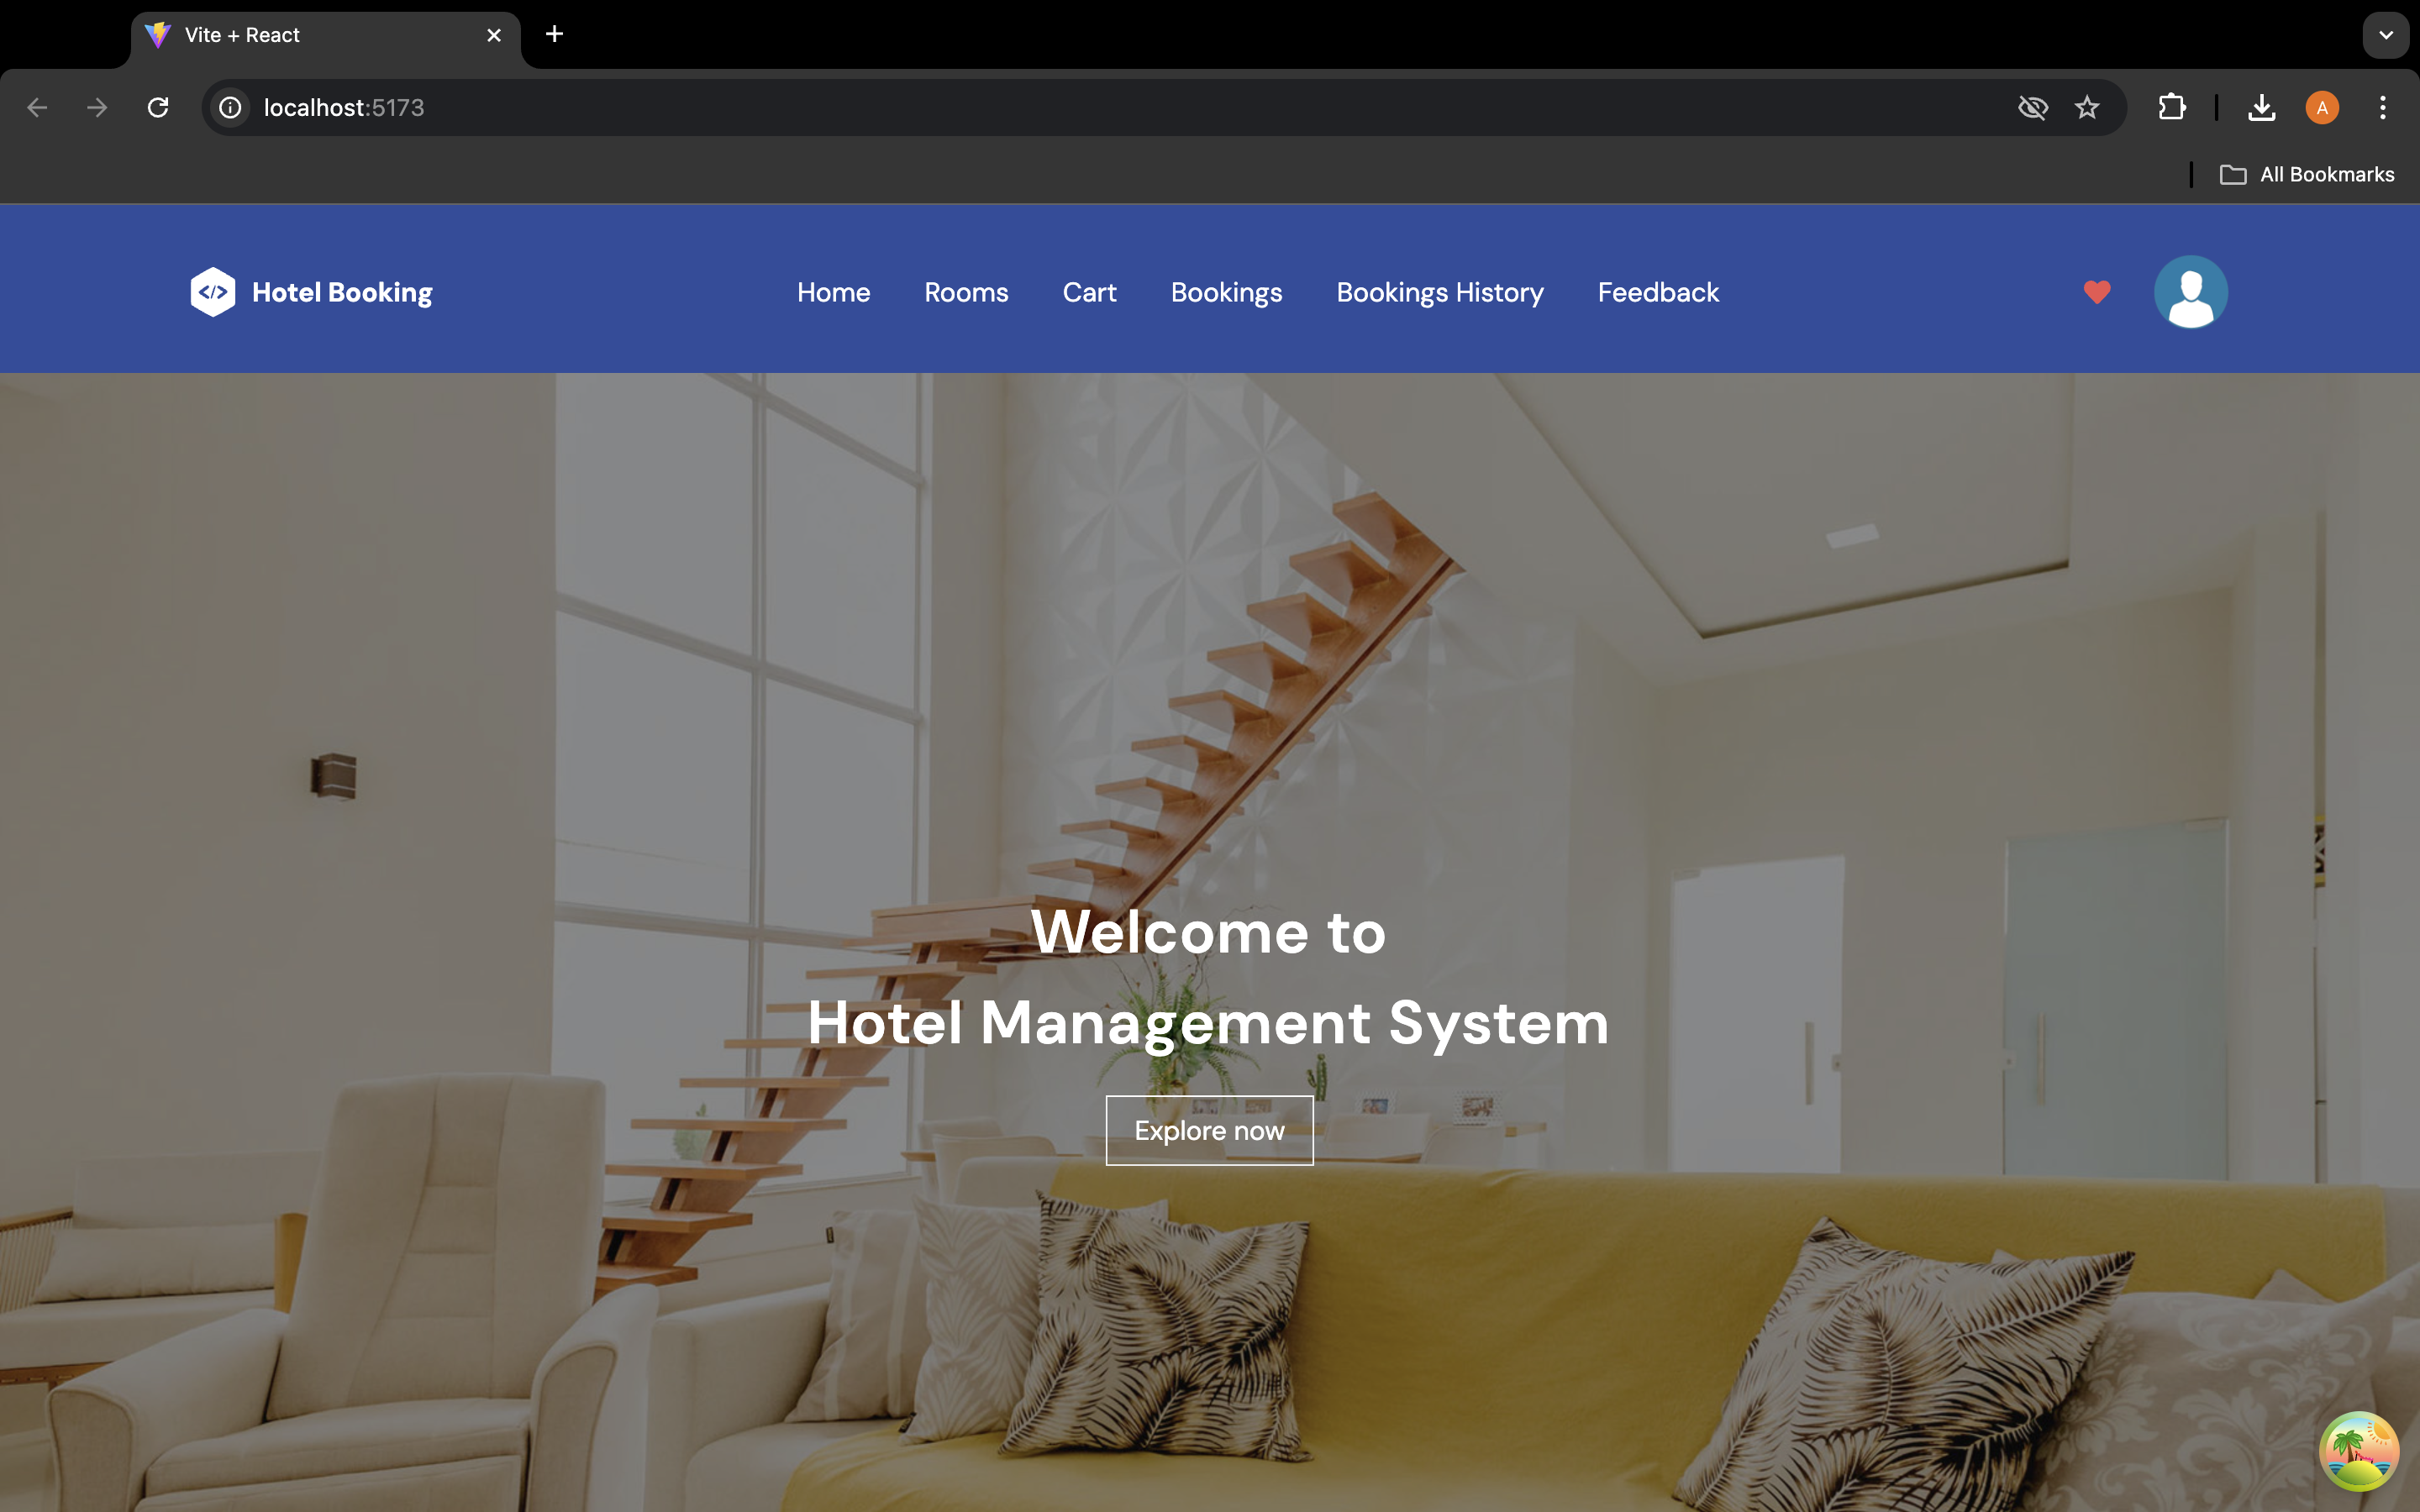 Vite + React
localhost:5173
A
All Bookmarks
</> Hotel Booking
Home Rooms Cart Bookings Bookings History Feedback
Welcome to
Hotel Management System
Explore now